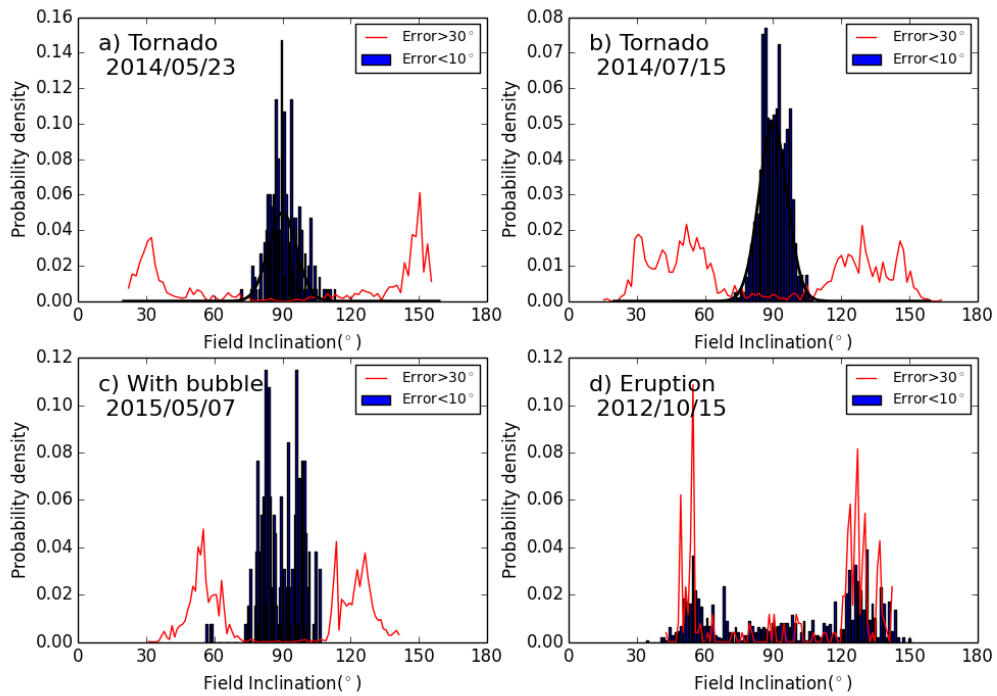 a) Tornado
2014/05/23
Error>30°
Error<10°
Probability density
0.16
0.14
0.12
0.10
0.08
0.06
0.04
0.02
0.00
0 30 60 90 120 150 180
Field Inclination(°)
b) Tornado
2014/07/15
Error>30°
Error<10°
Probability density
0.08
0.07
0.06
0.05
0.04
0.03
0.02
0.01
0.00
0 30 60 90 120 150 180
Field Inclination(°)
c) With bubble
2015/05/07
Error>30°
Error<10°
Probability density
0.12
0.10
0.08
0.06
0.04
0.02
0.00
0 30 60 90 120 150 180
Field Inclination(°)
d) Eruption
2012/10/15
Error>30°
Error<10°
Probability density
0.12
0.10
0.08
0.06
0.04
0.02
0.00
0 30 60 90 120 150 180
Field Inclination(°)